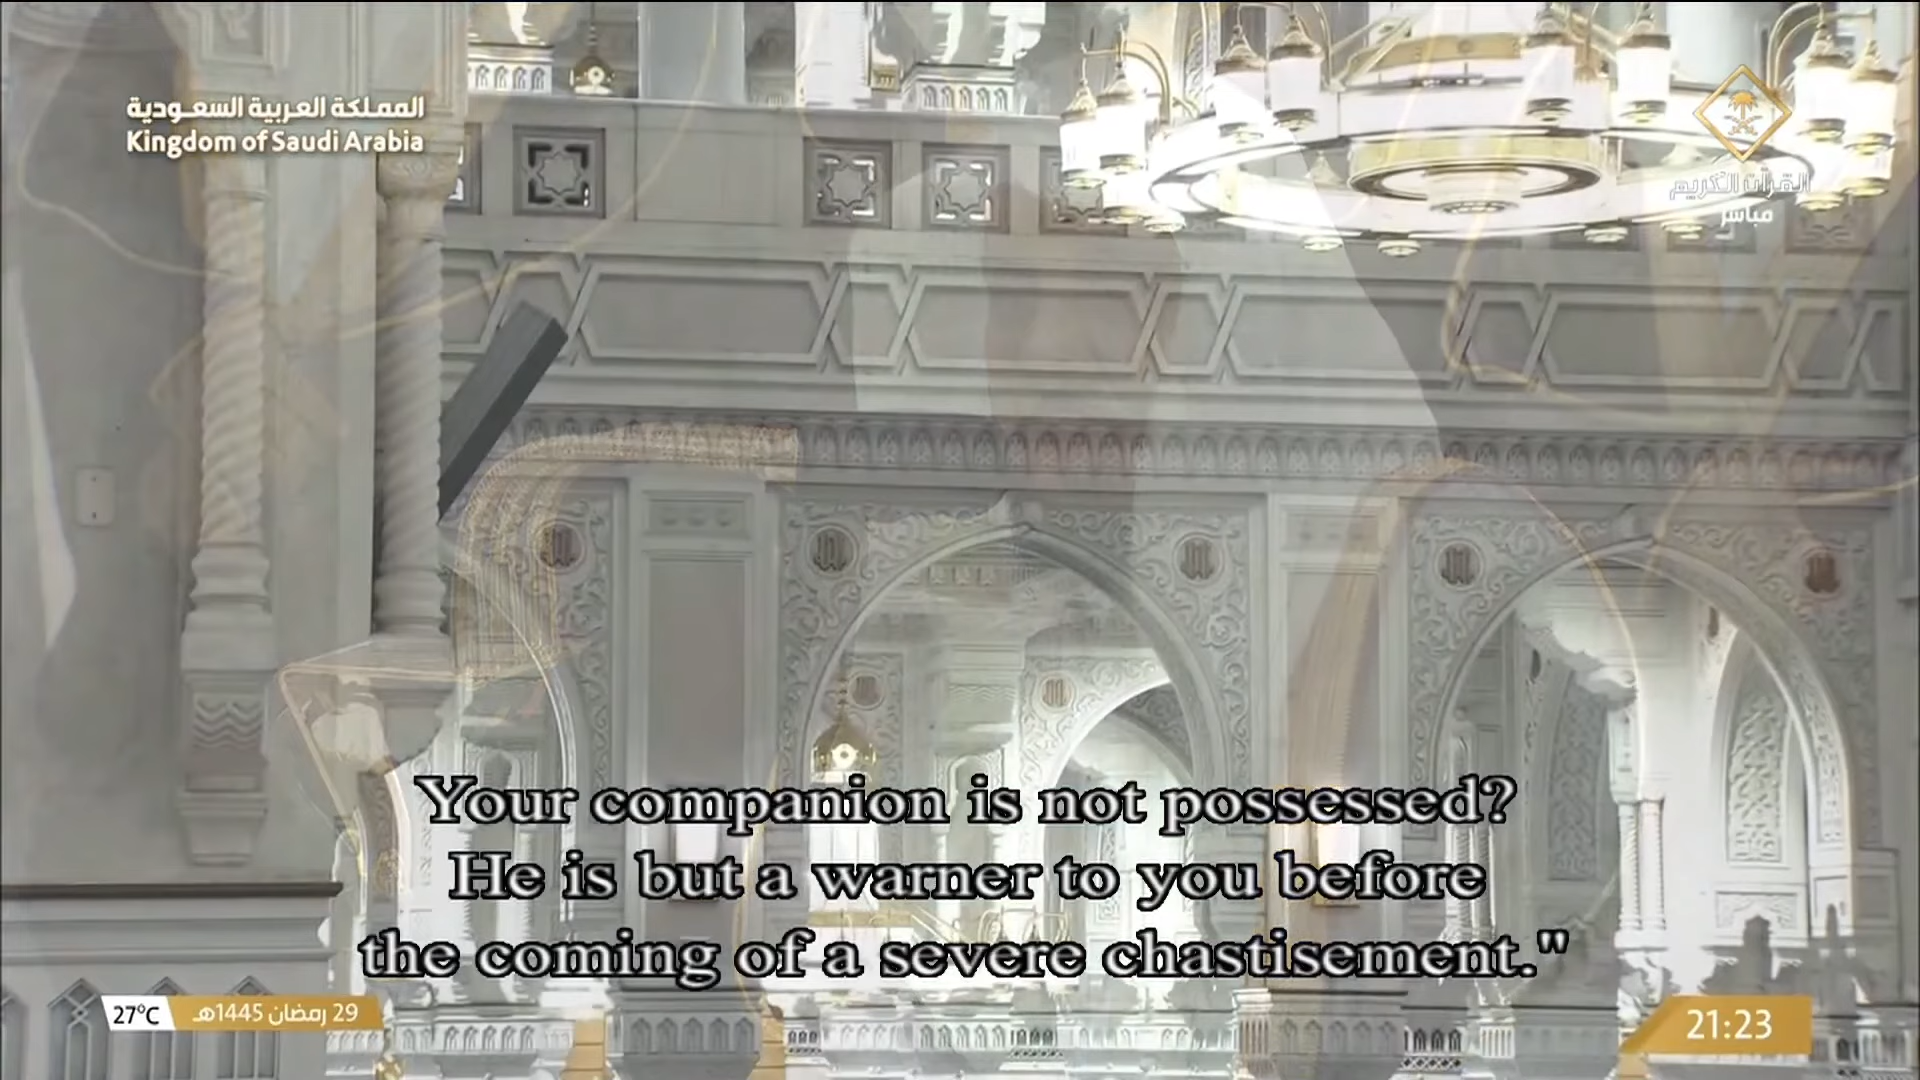 المملكة العربية السعودية
Kingdom of Saudi Arabia
القرآن الكريم
مباشر
Your companion is not possessed?
He is but a warner to you before
the coming of a severe chastisement."
27°C
29 رمضان 1445هـ
21:23